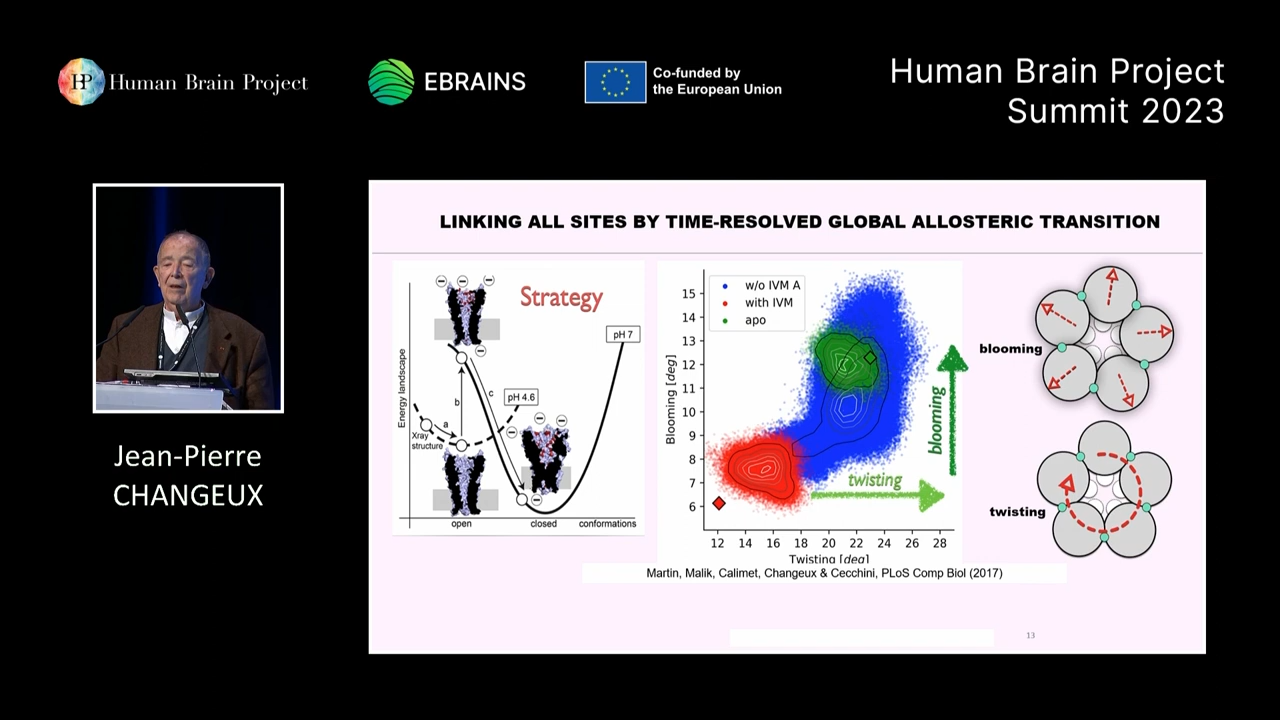 HP Human Brain Project
EBRAINS
Co-funded by
the European Union
Human Brain Project
Summit 2023
Jean-Pierre
CHANGEUX
LINKING ALL SITES BY TIME-RESOLVED GLOBAL ALLOSTERIC TRANSITION
Strategy
Energy landscape
pH 7
pH 4.6
a
b
c
Xray
structure
open
closed
conformations
w/o IVM A
with IVM
apo
Blooming [deg]
15
14
13
12
11
10
9
8
7
6
12 14 16 18 20 22 24 26 28
Twisting [deg]
blooming
twisting
blooming
twisting
Martin, Malik, Calimet, Changeux & Cecchini, PLoS Comp Biol (2017)
13